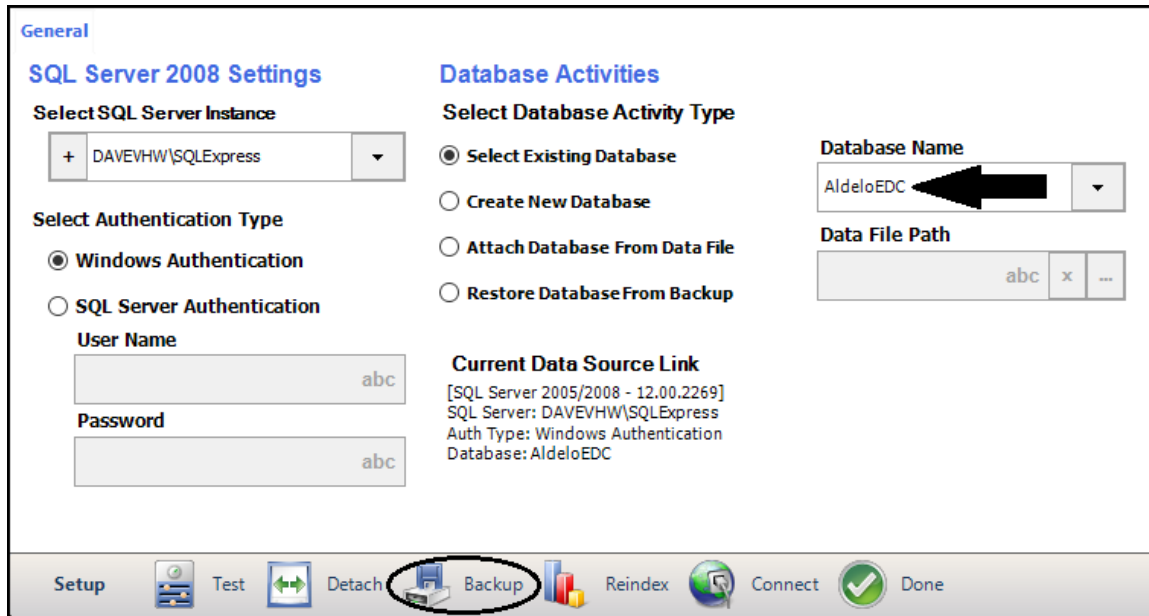 General
SQL Server 2008 Settings
Select SQL Server Instance
+ DAVEVHW\SQLExpress
Select Authentication Type
Windows Authentication
SQL Server Authentication
User Name
abc
Password
abc
Database Activities
Select Database Activity Type
Select Existing Database
Create New Database
Attach Database From Data File
Restore Database From Backup
Database Name
AldeloEDC
Data File Path
abc x ...
Current Data Source Link
[SQL Server 2005/2008 - 12.00.2269]
SQL Server: DAVEVHW\SQLExpress
Auth Type: Windows Authentication
Database: AldeloEDC
Setup Test Detach Backup Reindex Connect Done